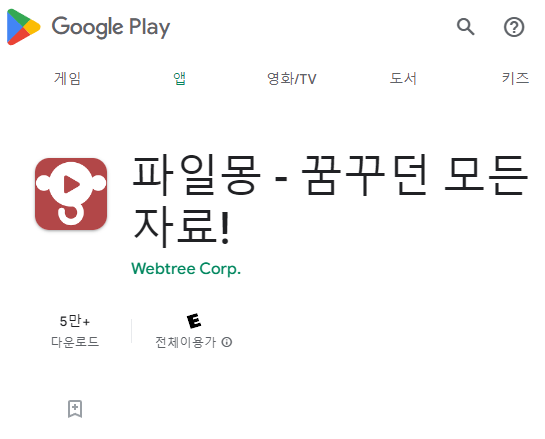 Google Play
게임 앱 영화/TV 도서 키즈
파일몽 - 꿈꾸던 모든
자료!
Webtree Corp.
5만+
다운로드
E
전체이용가